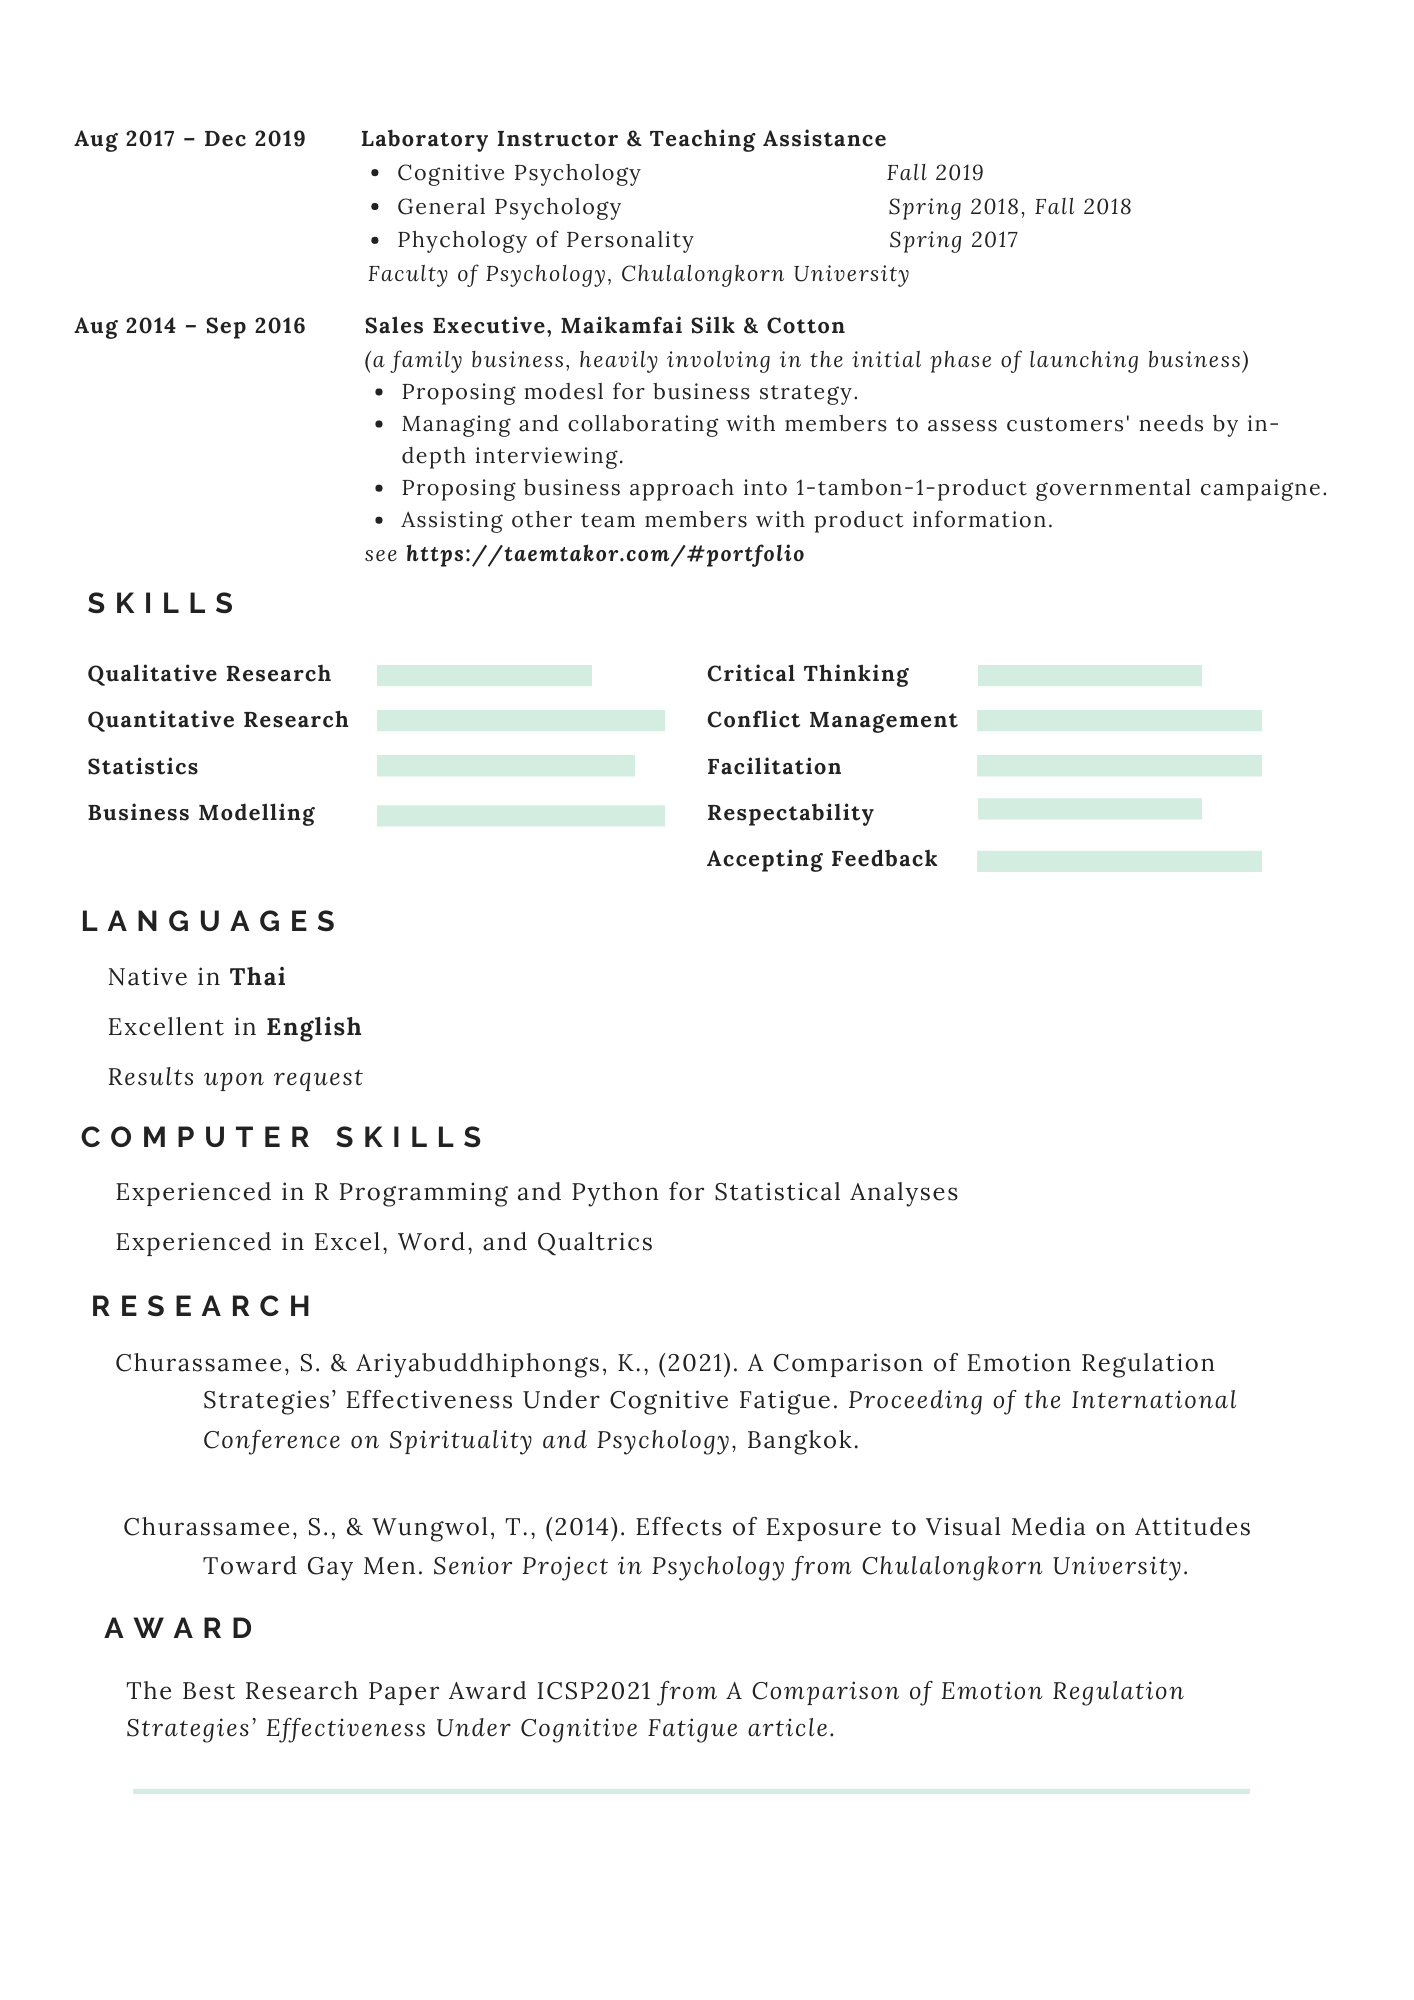 Aug 2017 – Dec 2019 Laboratory Instructor & Teaching Assistance
• Cognitive Psychology Fall 2019
• General Psychology Spring 2018, Fall 2018
• Phychology of Personality Spring 2017
Faculty of Psychology, Chulalongkorn University
Aug 2014 – Sep 2016 Sales Executive, Maikamfai Silk & Cotton
(a family business, heavily involving in the initial phase of launching business)
• Proposing modesl for business strategy.
• Managing and collaborating with members to assess customers' needs by in-
depth interviewing.
• Proposing business approach into 1-tambon-1-product governmental campaigne.
• Assisting other team members with product information.
see https://taemtakor.com/#portfolio
SKILLS
Qualitative Research Critical Thinking
Quantitative Research Conflict Management
Statistics Facilitation
Business Modelling Respectability
Accepting Feedback
LANGUAGES
Native in Thai
Excellent in English
Results upon request
COMPUTER SKILLS
Experienced in R Programming and Python for Statistical Analyses
Experienced in Excel, Word, and Qualtrics
RESEARCH
Churassamee, S. & Ariyabuddhiphongs, K., (2021). A Comparison of Emotion Regulation
Strategies’ Effectiveness Under Cognitive Fatigue. Proceeding of the International
Conference on Spirituality and Psychology, Bangkok.
Churassamee, S., & Wungwol, T., (2014). Effects of Exposure to Visual Media on Attitudes
Toward Gay Men. Senior Project in Psychology from Chulalongkorn University.
AWARD
The Best Research Paper Award ICSP2021 from A Comparison of Emotion Regulation
Strategies’ Effectiveness Under Cognitive Fatigue article.